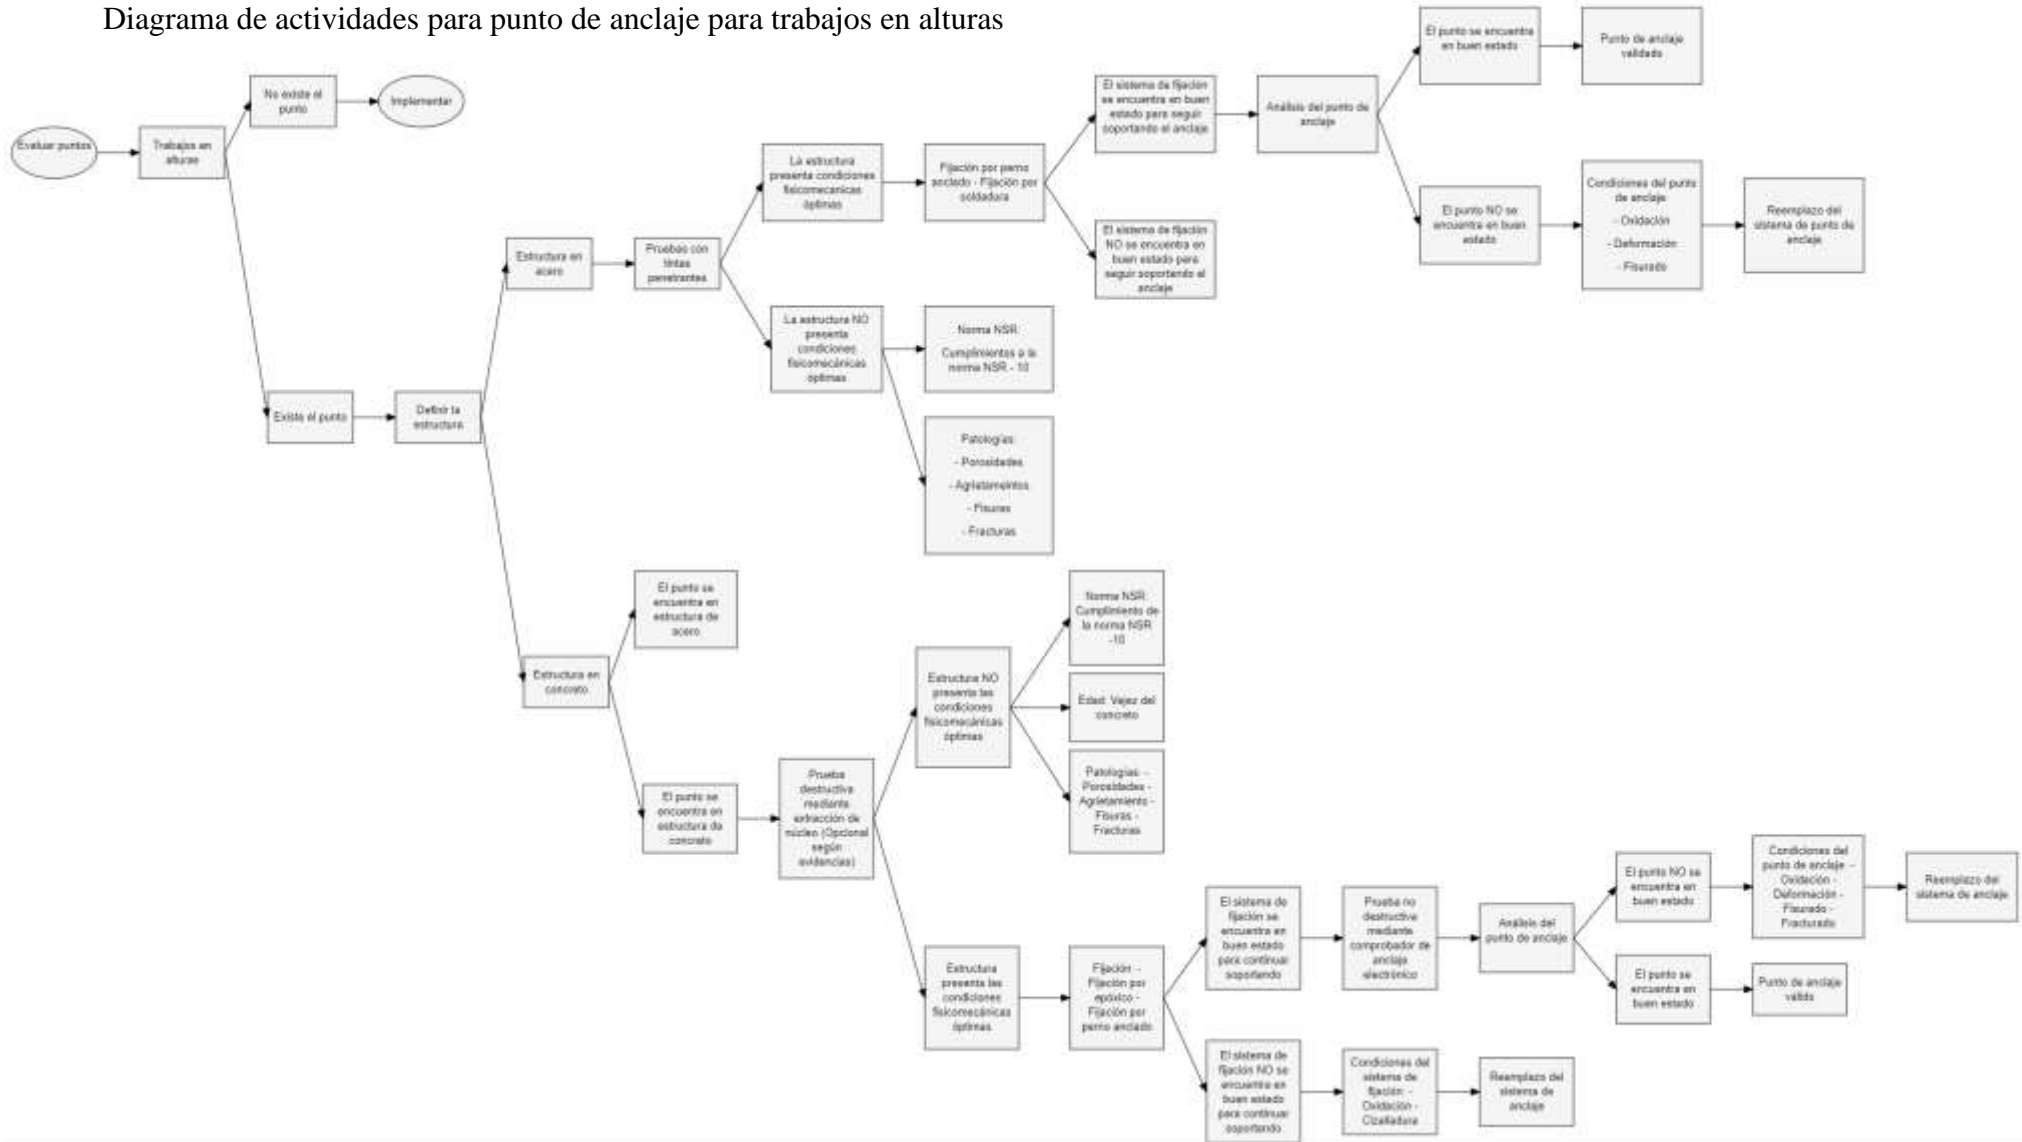 Diagrama de actividades para punto de anclaje para trabajos en alturas
Evaluar puntos
Trabajos en
alturas
No existe el
punto
Implementar
Existe el punto
Definir la
estructura
Estructura en
acero
Pruebas con
tintas
penetrantes
La estructura
presenta condiciones
fisicomecanicas
óptimas
Fijación por perno
anclado - Fijación por
soldadura
El sistema de fijación
se encuentra en buen
estado para seguir
soportando el anclaje
Análisis del punto de
anclaje
El punto se encuentra
en buen estado
Punto de anclaje
validado
El punto NO se
encuentra en buen
estado
Condiciones del punto
de anclaje
- Oxidación
- Deformación
- Fisurado
Reemplazo del
sistema de punto de
anclaje
El sistema de fijación
NO se encuentra en
buen estado para
seguir soportando el
anclaje
La estructura NO
presenta
condiciones
fisicomecánicas
óptimas
Norma NSR
Cumplimientos a la
norma NSR - 10
Patologías
- Porosidades
- Agrietameintos
- Fisuras
- Fracturas
Estructura en
concreto
El punto se
encuentra en
estructura de
acero
El punto se
encuentra en
estructura de
concreto
Prueba
destructiva
mediante
extracción de
núcleo (Opcional
según
evidencias)
Estructura NO
presenta las
condiciones
fisicomecánicas
óptimas
Norma NSR
Cumplimiento de
la norma NSR
-10
Edad: Vejez del
concreto
Patologías: -
Porosidades -
Agrietamiento -
Fisuras -
Fracturas
Estructura
presenta las
condiciones
fisicomecánicas
óptimas
Fijación -
Fijación por
epóxico -
Fijación por
perno anclado
El sistema de
fijación se
encuentra en
buen estado
para continuar
soportando
Prueba no
destructiva
mediante
comprobador de
anclaje
electrónico
Análisis del
punto de anclaje
El punto NO se
encuentra en
buen estado
Condiciones del
punto de anclaje -
Oxidación -
Deformación -
Fisurado -
Fracturado
Reemplazo del
sistema de anclaje
El punto se
encuentra en
buen estado
Punto de anclaje
válido
El sistema de
fijación NO se
encuentra en
buen estado
para continuar
soportando
Condiciones del
sistema de
fijación: -
Oxidación -
Cizalladura
Reemplazo del
sistema de
anclaje